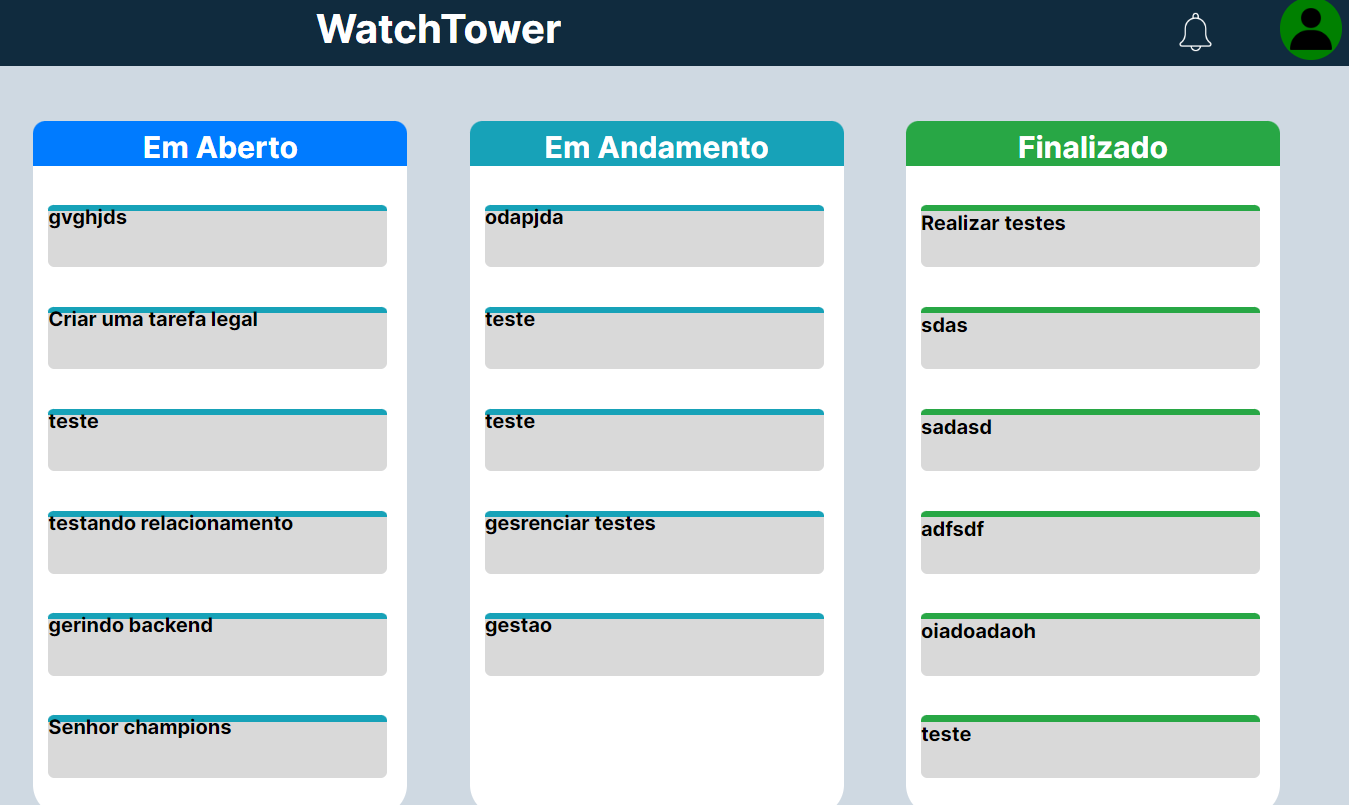 WatchTower
Em Aberto
gvghjds
Criar uma tarefa legal
teste
testando relacionamento
gerindo backend
Senhor champions
Em Andamento
odapjda
teste
teste
gesrenciar testes
gestao
Finalizado
Realizar testes
sdas
sadasd
adfsdf
oiadoadaoh
teste